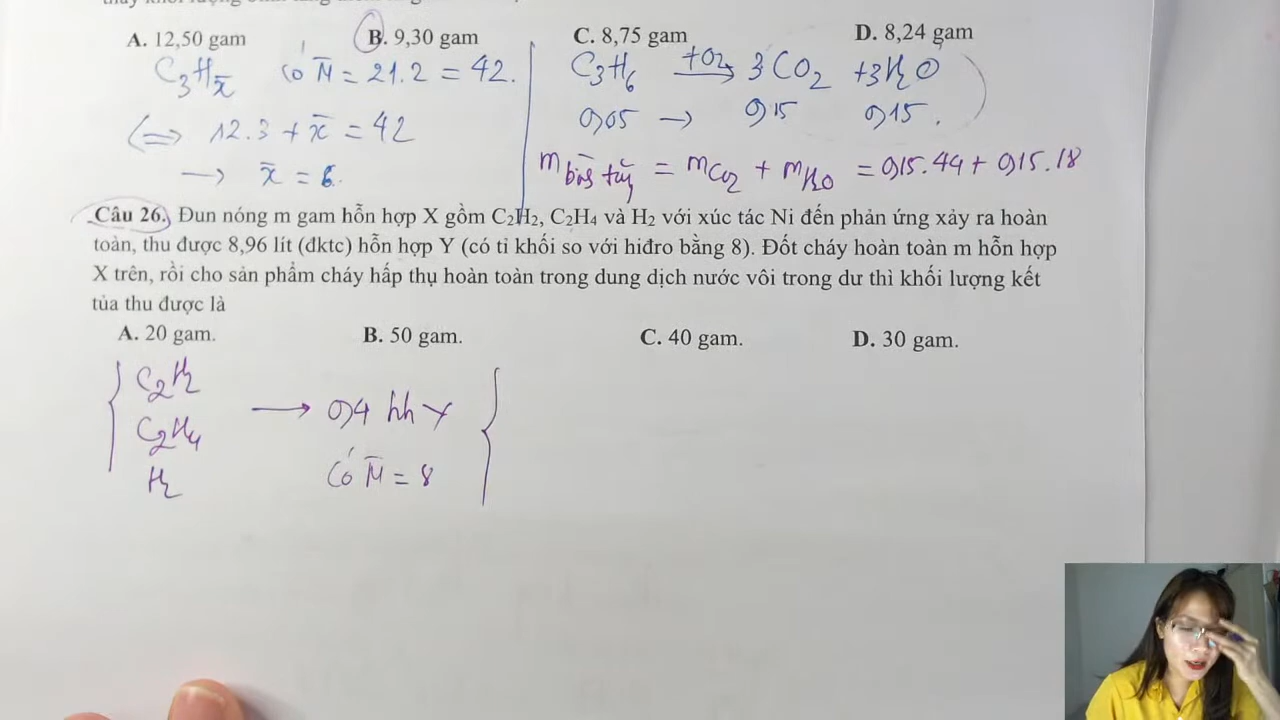 A. 12,50 gam B. 9,30 gam C. 8,75 gam D. 8,24 gam
C₃Hx̄ có M̄ = 21.2 = 42.
C₃H₆ +O₂→ 3CO₂ + 3H₂O
⇔ 12.3 + x̄ = 42
0,05 → 0,15 0,15.
→ x̄ = 6.
m bình tăng = mCO₂ + mH₂O = 0,15.44 + 0,15.18
Câu 26. Đun nóng m gam hỗn hợp X gồm C₂H₂, C₂H₄ và H₂ với xúc tác Ni đến phản ứng xảy ra hoàn
toàn, thu được 8,96 lít (đktc) hỗn hợp Y (có tỉ khối so với hiđro bằng 8). Đốt cháy hoàn toàn m hỗn hợp
X trên, rồi cho sản phẩm cháy hấp thụ hoàn toàn trong dung dịch nước vôi trong dư thì khối lượng kết
tủa thu được là
A. 20 gam. B. 50 gam. C. 40 gam. D. 30 gam.
C₂H₂
C₂H₄ → 0,4 hh Y
H₂ có M̄ = 8